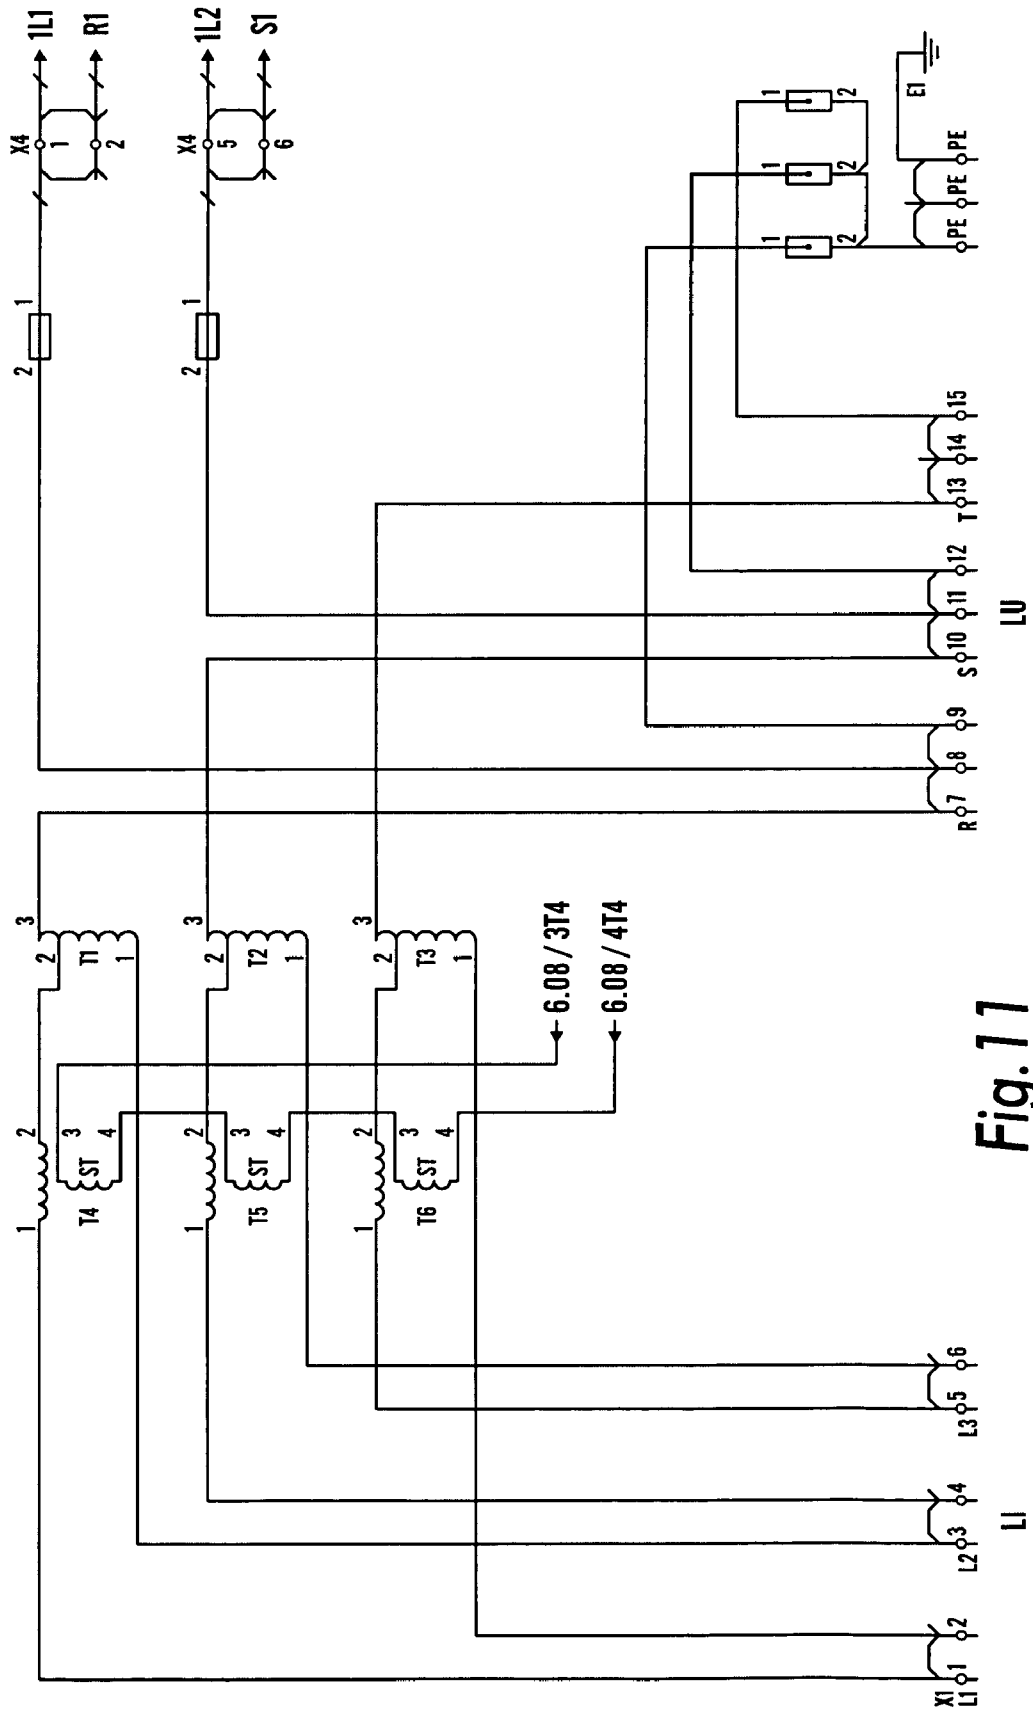 X4
1
2
1L1
R1
X4
5
6
1L2
S1
2 1
2 1
1 2
3
ST
4
T4
1 2
3
ST
4
T5
1 2
3
ST
4
T6
3
2
T1
1
3
2
T2
1
3
2
T3
1
6.08 / 3T4
6.08 / 4T4
1
2
1
2
1
2
E1
X1
L1 1 2
L2 3 4
L3 5 6
R 7 8 9
S 10 11 12
T 13 14 15
PE PE PE
LI
LU
Fig. 11